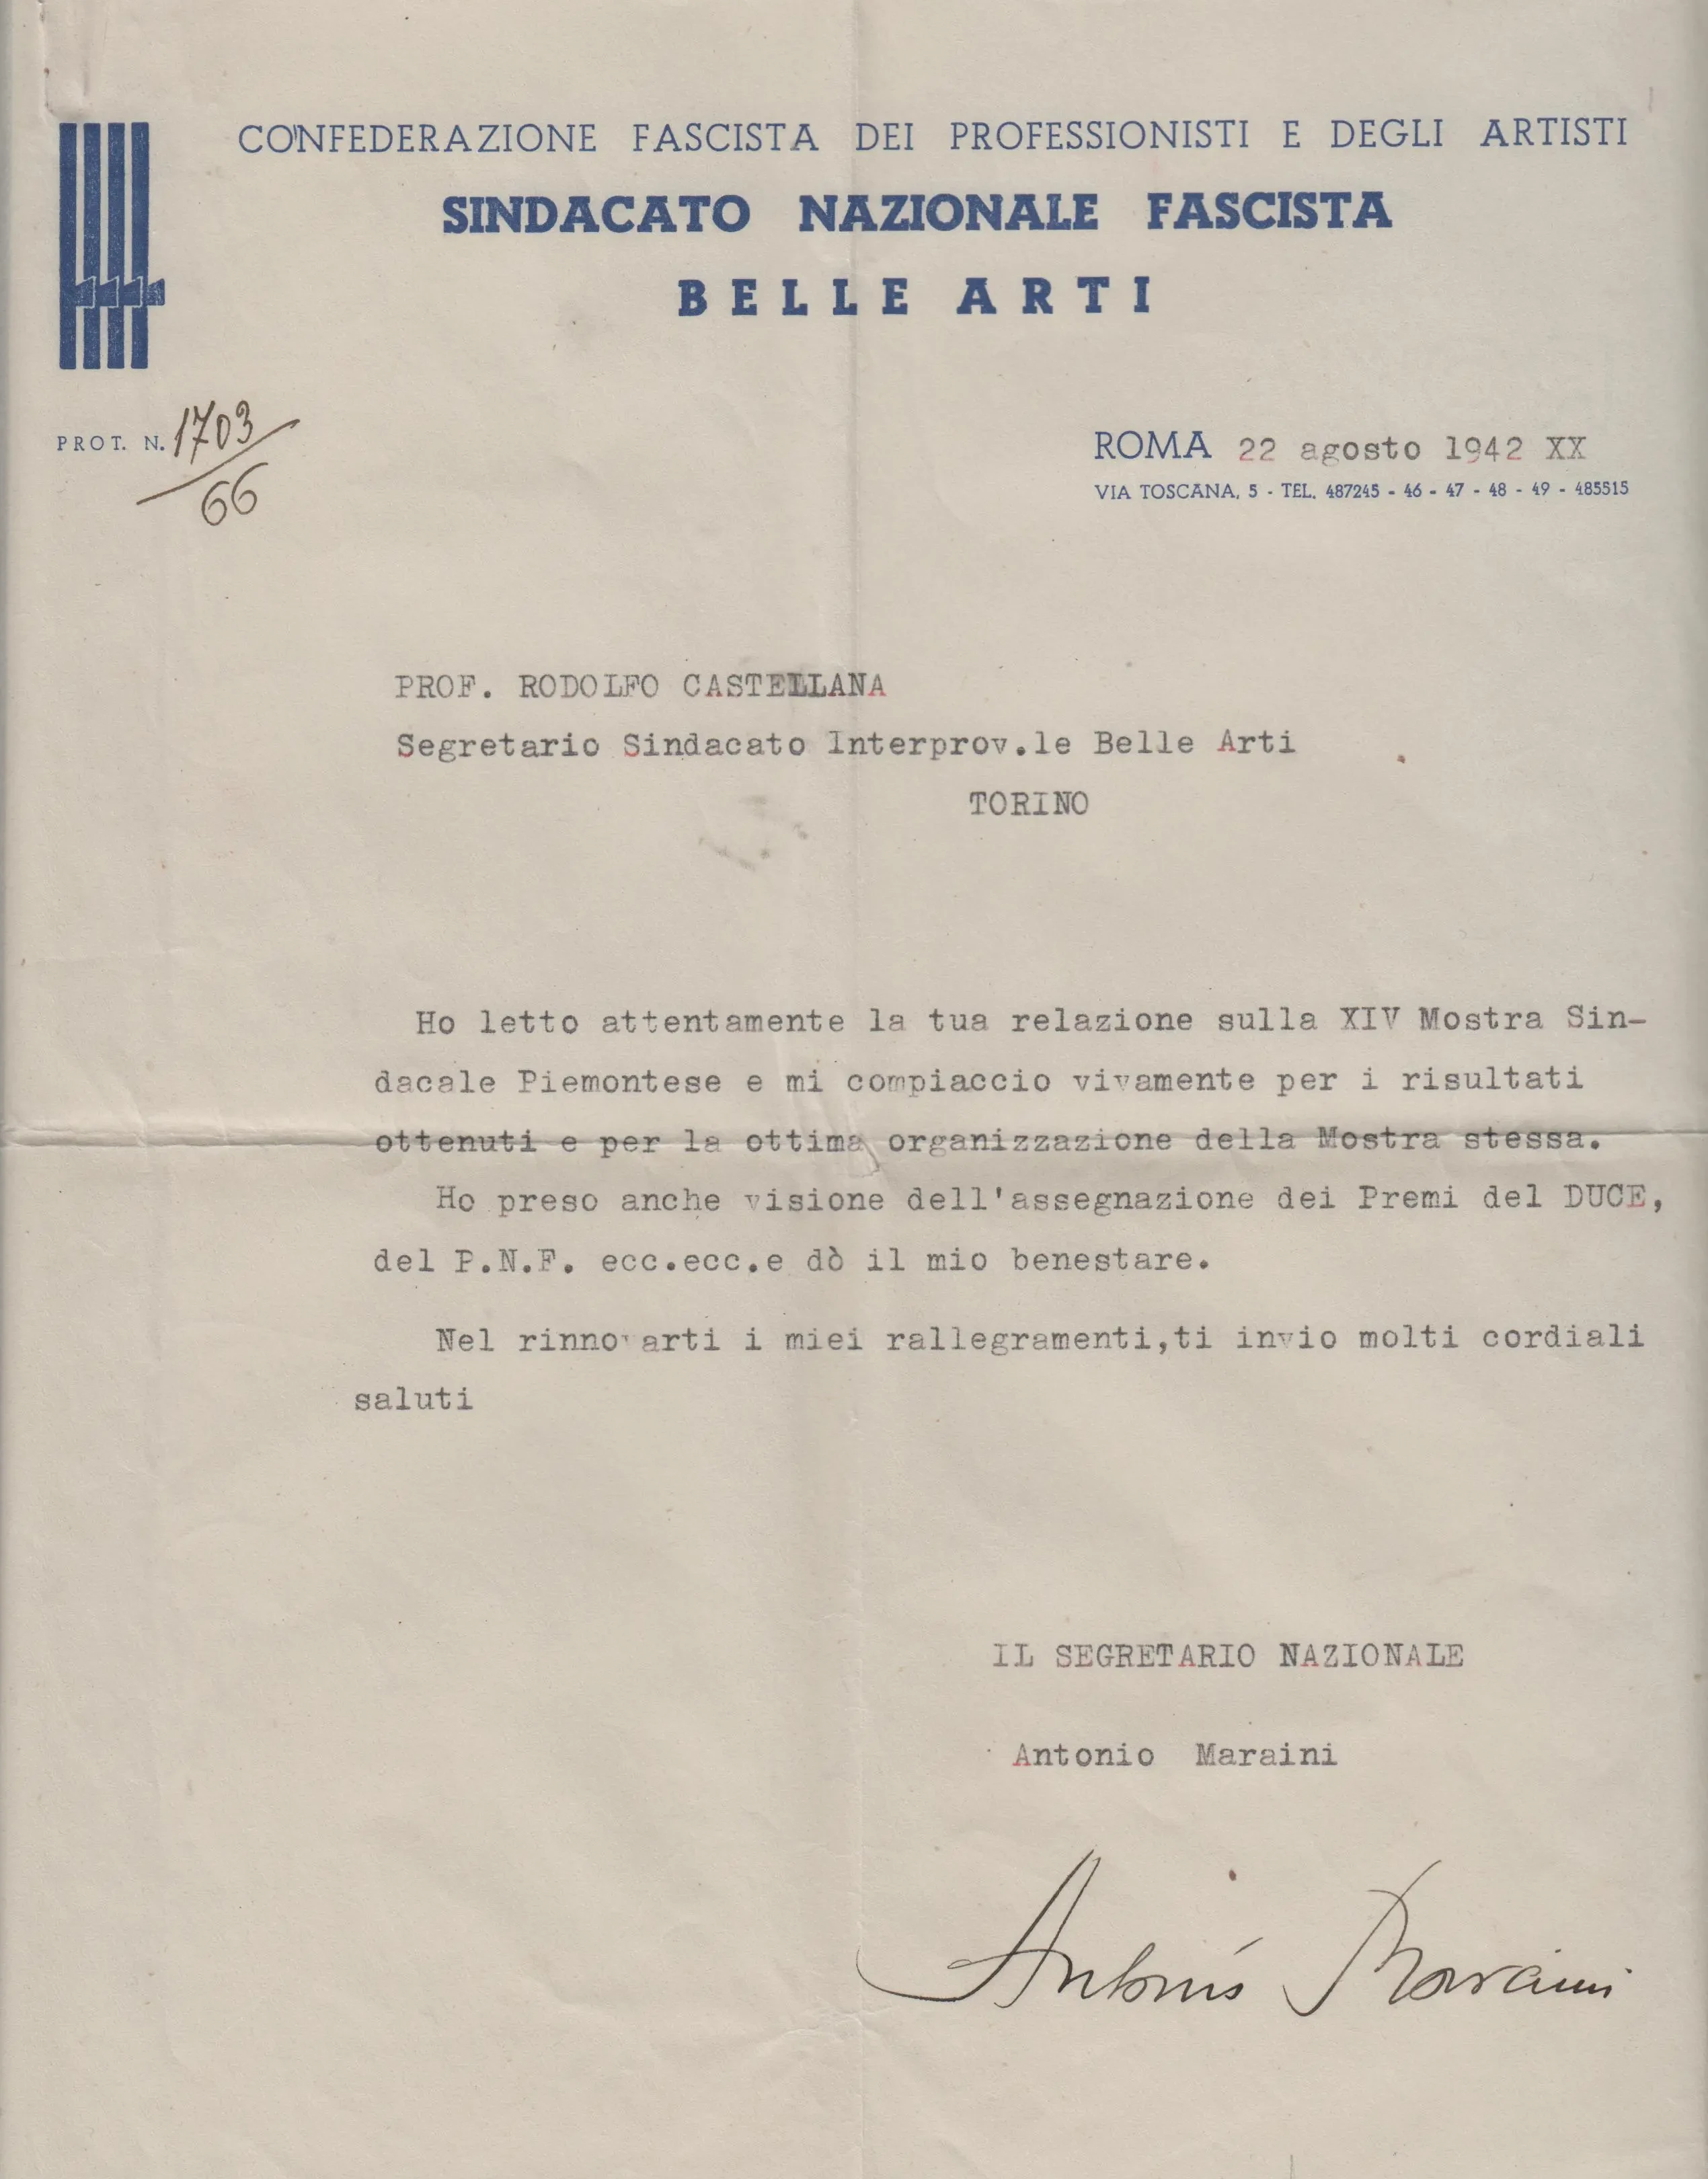 CONFEDERAZIONE FASCISTA DEI PROFESSIONISTI E DEGLI ARTISTI
SINDACATO NAZIONALE FASCISTA
BELLE ARTI
PROT. N. 1703/66
ROMA 22 agosto 1942 XX
VIA TOSCANA, 5 - TEL. 487245 - 46 - 47 - 48 - 49 - 485515
PROF. RODOLFO CASTELLANA
Segretario Sindacato Interprov.le Belle Arti
TORINO
Ho letto attentamente la tua relazione sulla XIV Mostra Sin-
dacale Piemontese e mi compiaccio vivamente per i risultati
ottenuti e per la ottima organizzazione della Mostra stessa.
Ho preso anche visione dell'assegnazione dei Premi del DUCE,
del P.N.F. ecc.ecc.e dò il mio benestare.
Nel rinnovarti i miei rallegramenti,ti invio molti cordiali
saluti
IL SEGRETARIO NAZIONALE
Antonio Maraini
Antonio Maraini